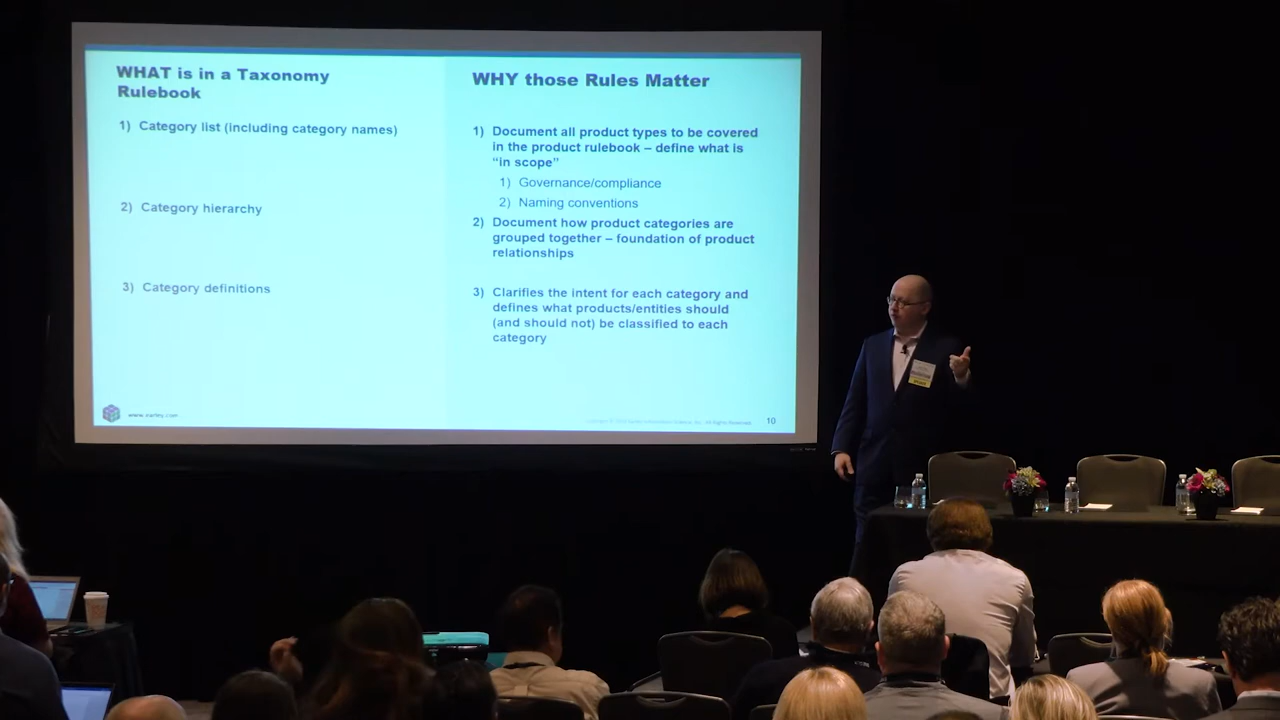 WHAT is in a Taxonomy
Rulebook
1) Category list (including category names)
2) Category hierarchy
3) Category definitions
WHY those Rules Matter
1) Document all product types to be covered
in the product rulebook – define what is
“in scope”
1) Governance/compliance
2) Naming conventions
2) Document how product categories are
grouped together – foundation of product
relationships
3) Clarifies the intent for each category and
defines what products/entities should
(and should not) be classified to each
category
www.earley.com
10